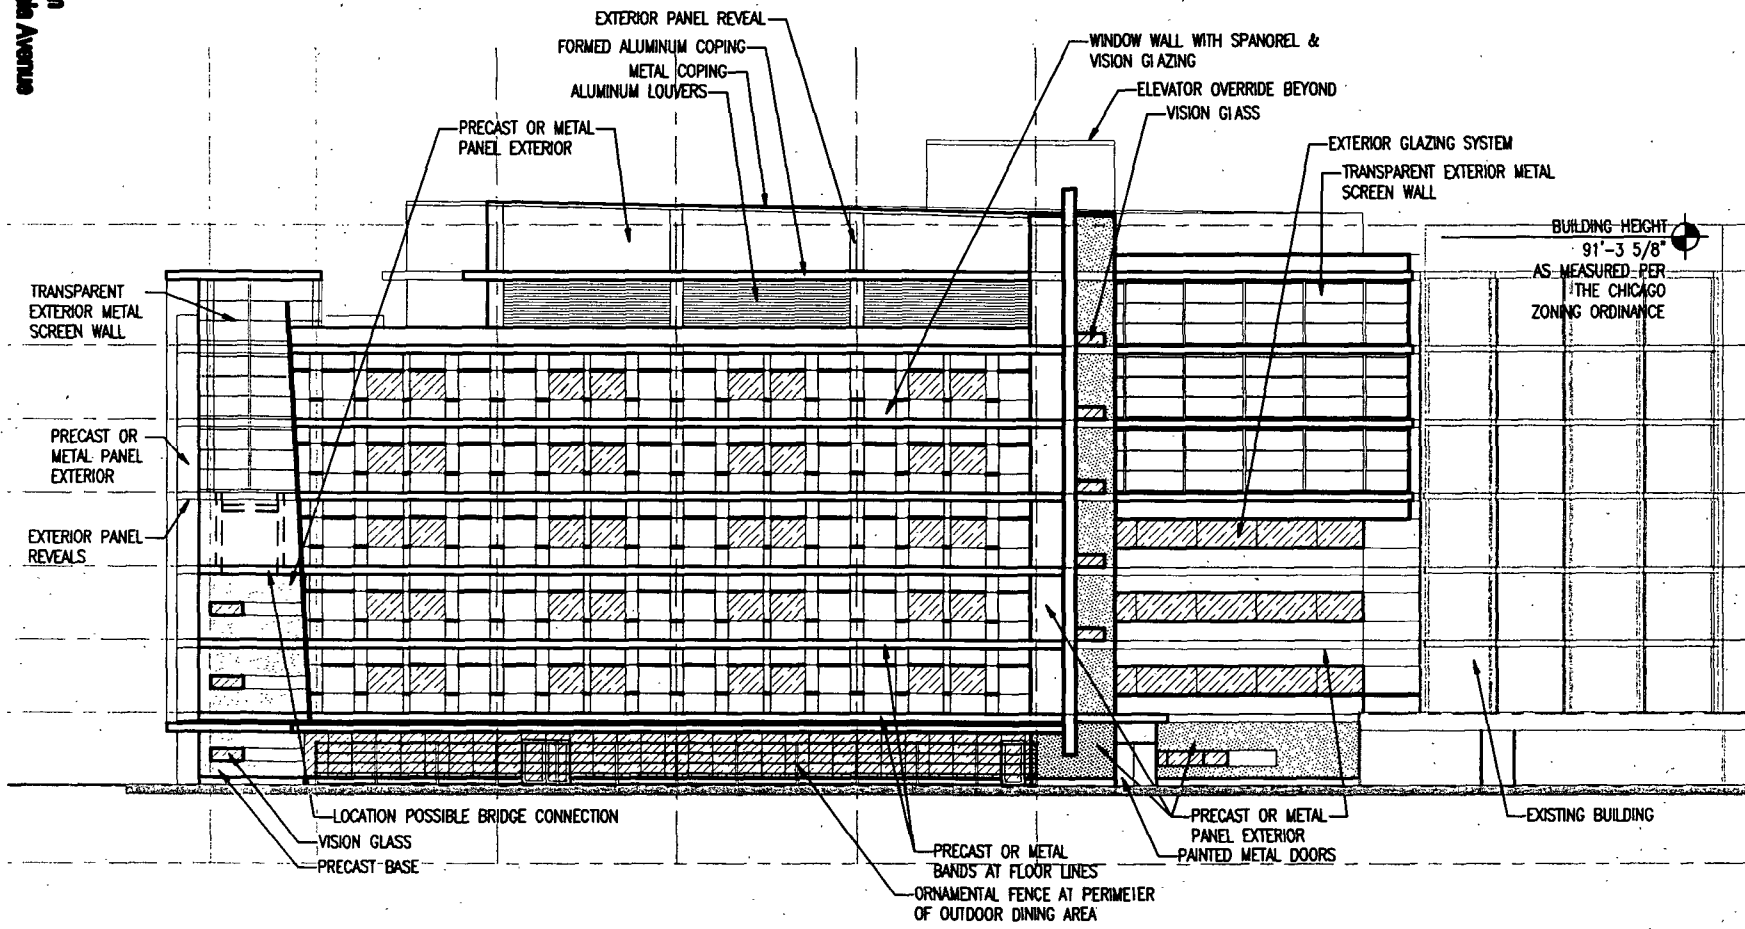 Avenue
EXTERIOR PANEL REVEAL
FORMED ALUMINUM COPING
METAL COPING
ALUMINUM LOUVERS
PRECAST OR METAL
PANEL EXTERIOR
WINDOW WALL WITH SPANDREL &
VISION GLAZING
ELEVATOR OVERRIDE BEYOND
VISION GLASS
EXTERIOR GLAZING SYSTEM
TRANSPARENT EXTERIOR METAL
SCREEN WALL
BUILDING HEIGHT
91'-3 5/8"
AS MEASURED PER
THE CHICAGO
ZONING ORDINANCE
TRANSPARENT
EXTERIOR METAL
SCREEN WALL
PRECAST OR
METAL PANEL
EXTERIOR
EXTERIOR PANEL
REVEALS
LOCATION POSSIBLE BRIDGE CONNECTION
VISION GLASS
PRECAST BASE
PRECAST OR METAL
BANDS AT FLOOR LINES
ORNAMENTAL FENCE AT PERIMETER
OF OUTDOOR DINING AREA
PRECAST OR METAL
PANEL EXTERIOR
PAINTED METAL DOORS
EXISTING BUILDING